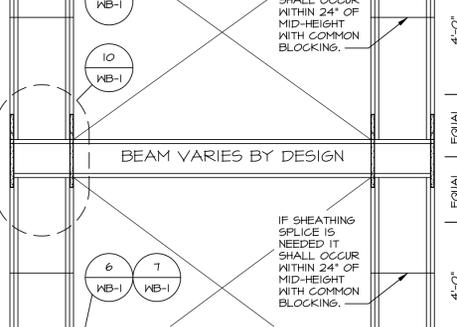 WB-1
SHALL OCCUR
WITHIN 24" OF
MID-HEIGHT
WITH COMMON
BLOCKING.
4'-0"
10
WB-1
EQUAL
BEAM VARIES BY DESIGN
EQUAL
IF SHEATHING
SPLICE IS
NEEDED IT
SHALL OCCUR
WITHIN 24" OF
MID-HEIGHT
WITH COMMON
BLOCKING.
6
WB-1
7
WB-1
4'-0"